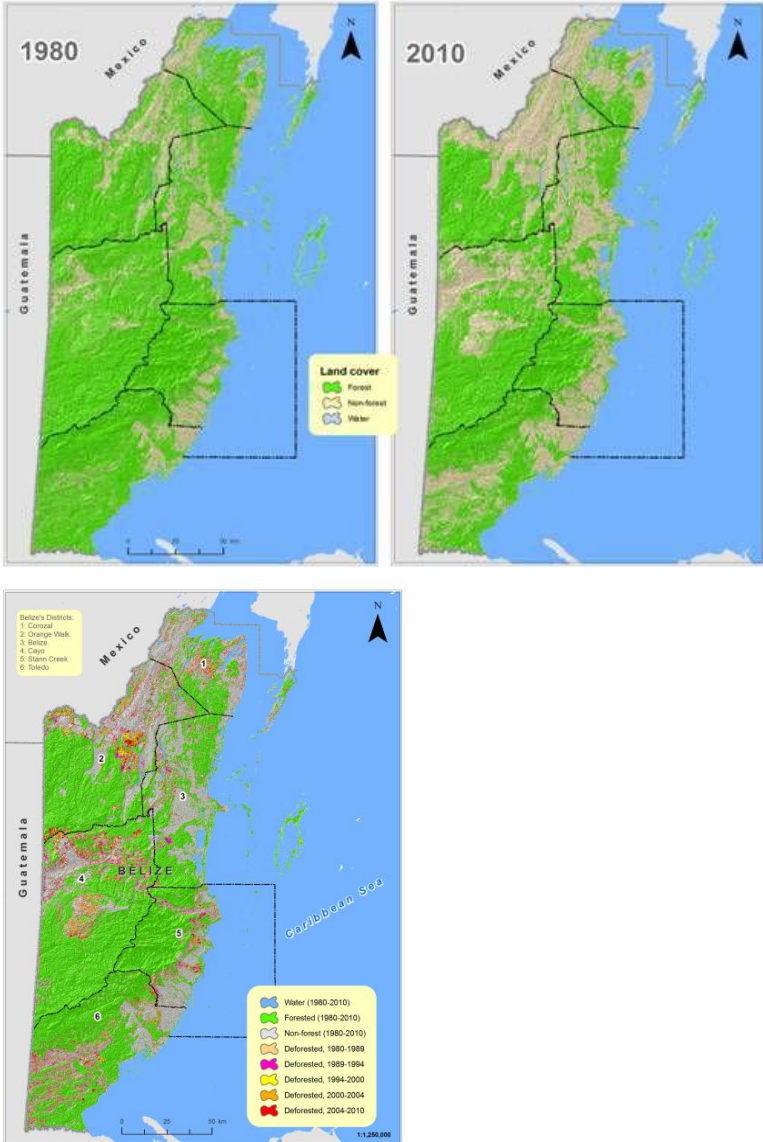 1980
Mexico
N
Guatemala
Land cover
Forest
Non-forest
Water
2010
Mexico
N
Guatemala
Belize's Districts:
1: Corozal
2: Orange Walk
3: Belize
4: Cayo
5: Stann Creek
6: Toledo
Mexico
N
1
2
3
Guatemala
BELIZE
4
Caribbean Sea
5
6
Water (1980-2010)
Forested (1980-2010)
Non-forest (1980-2010)
Deforested, 1980-1989
Deforested, 1989-1994
Deforested, 1994-2000
Deforested, 2000-2004
Deforested, 2004-2010
0 25 50 km
1:1,250,000